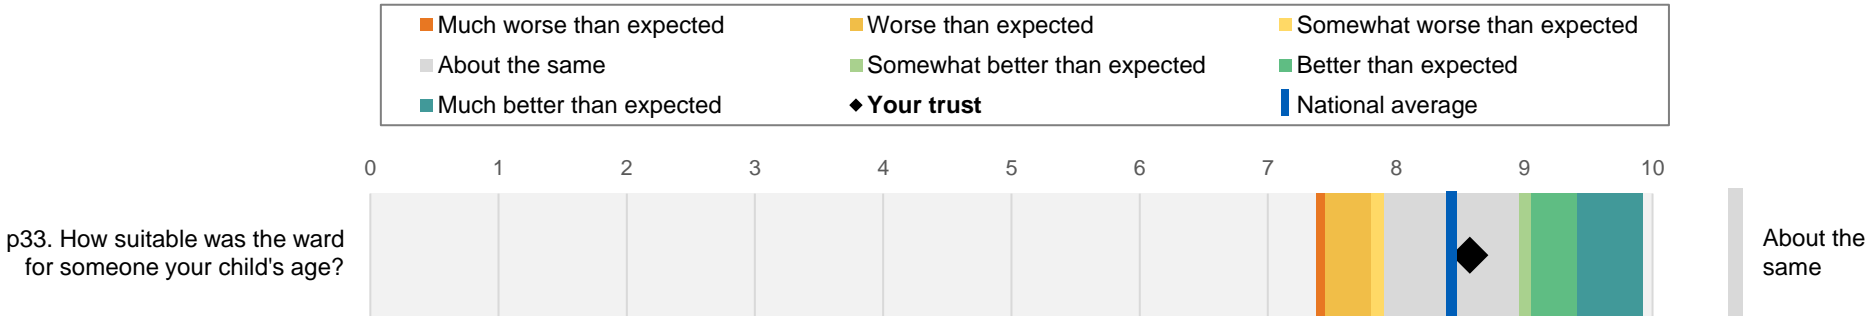 Much worse than expected
Worse than expected
Somewhat worse than expected
About the same
Somewhat better than expected
Better than expected
Much better than expected
Your trust
National average
0 1 2 3 4 5 6 7 8 9 10
p33. How suitable was the ward
for someone your child's age?
About the
same